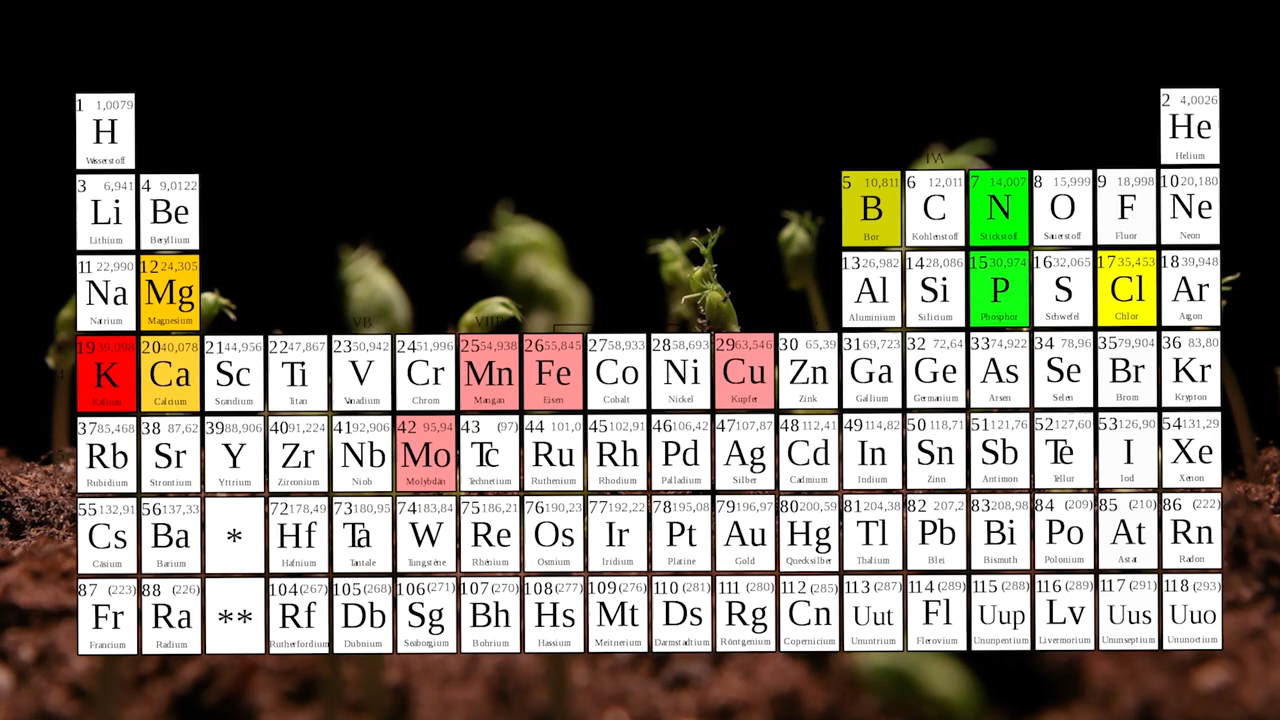 1 1,0079 2 4,0026
H He
Wasserstoff Helium
IVA
3 6,941 4 9,0122 5 10,811 6 12,011 7 14,007 8 15,999 9 18,998 10 20,180
Li Be B C N O F Ne
Lithium Beryllium Bor Kohlenstoff Stickstoff Sauerstoff Fluor Neon
11 22,990 12 24,305 13 26,982 14 28,086 15 30,974 16 32,065 17 35,453 18 39,948
Na Mg Al Si P S Cl Ar
Natrium Magnesium Aluminium Silicium Phosphor Schwefel Chlor Argon
VB VIIIB
19 39,098 20 40,078 21 44,956 22 47,867 23 50,942 24 51,996 25 54,938 26 55,845 27 58,933 28 58,693 29 63,546 30 65,39 31 69,723 32 72,64 33 74,922 34 78,96 35 79,904 36 83,80
K Ca Sc Ti V Cr Mn Fe Co Ni Cu Zn Ga Ge As Se Br Kr
Kalium Calcium Scandium Titan Vanadium Chrom Mangan Eisen Cobalt Nickel Kupfer Zink Gallium Germanium Arsen Selen Brom Krypton
37 85,468 38 87,62 39 88,906 40 91,224 41 92,906 42 95,94 43 (97) 44 101,0 45 102,91 46 106,42 47 107,87 48 112,41 49 114,82 50 118,71 51 121,76 52 127,60 53 126,90 54 131,29
Rb Sr Y Zr Nb Mo Tc Ru Rh Pd Ag Cd In Sn Sb Te I Xe
Rubidium Strontium Yttrium Zirconium Niob Molybdän Technetium Ruthenium Rhodium Palladium Silber Cadmium Indium Zinn Antimon Tellur Iod Xenon
55 132,91 56 137,33 72 178,49 73 180,95 74 183,84 75 186,21 76 190,23 77 192,22 78 195,08 79 196,97 80 200,59 81 204,38 82 207,2 83 208,98 84 (209) 85 (210) 86 (222)
Cs Ba * Hf Ta W Re Os Ir Pt Au Hg Tl Pb Bi Po At Rn
Cäsium Barium Hafnium Tantale Tungstène Rhénium Osmium Iridium Platine Gold Quecksilber Thalium Blei Bismuth Polonium Astat Radon
87 (223) 88 (226) 104 (267) 105 (268) 106 (271) 107 (270) 108 (277) 109 (276) 110 (281) 111 (280) 112 (285) 113 (287) 114 (289) 115 (288) 116 (289) 117 (291) 118 (293)
Fr Ra ** Rf Db Sg Bh Hs Mt Ds Rg Cn Uut Fl Uup Lv Uus Uuo
Francium Radium Rutherfordium Dubnium Seaborgium Bohrium Hassium Meitnerium Darmstadtium Röntgenium Copernicium Ununtrium Flerovium Ununpentium Livermorium Ununseptium Ununoctium